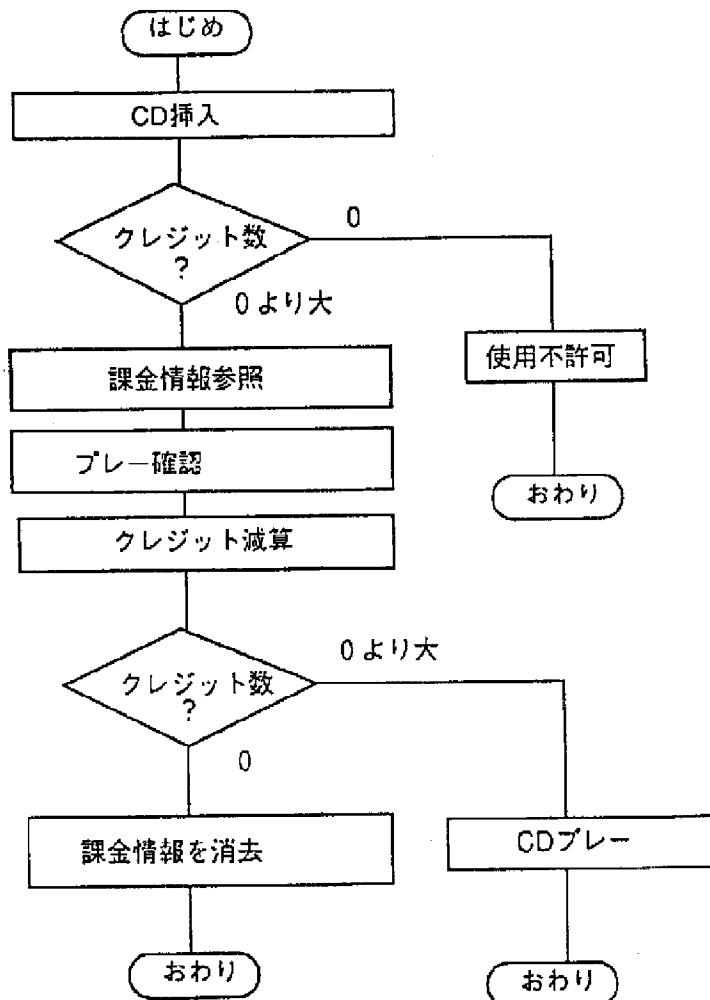 はじめ
CD挿入
クレジット数
?
0
0より大
課金情報参照
使用不許可
プレー確認
おわり
クレジット減算
0より大
クレジット数
?
0
課金情報を消去
CDプレー
おわり
おわり